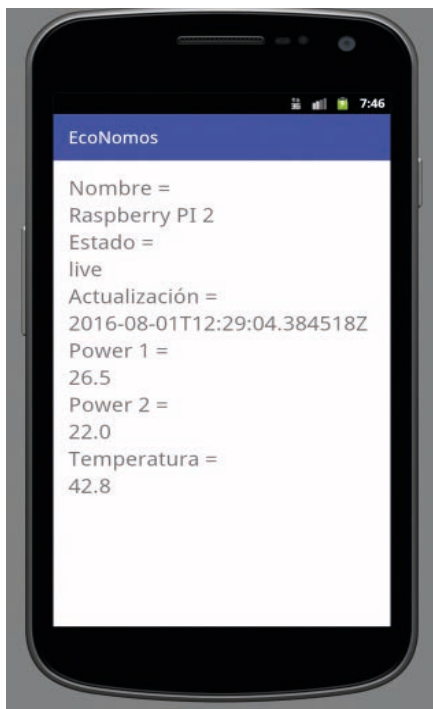 3G 7:46
EcoNomos
Nombre =
Raspberry PI 2
Estado =
live
Actualización =
2016-08-01T12:29:04.384518Z
Power 1 =
26.5
Power 2 =
22.0
Temperatura =
42.8